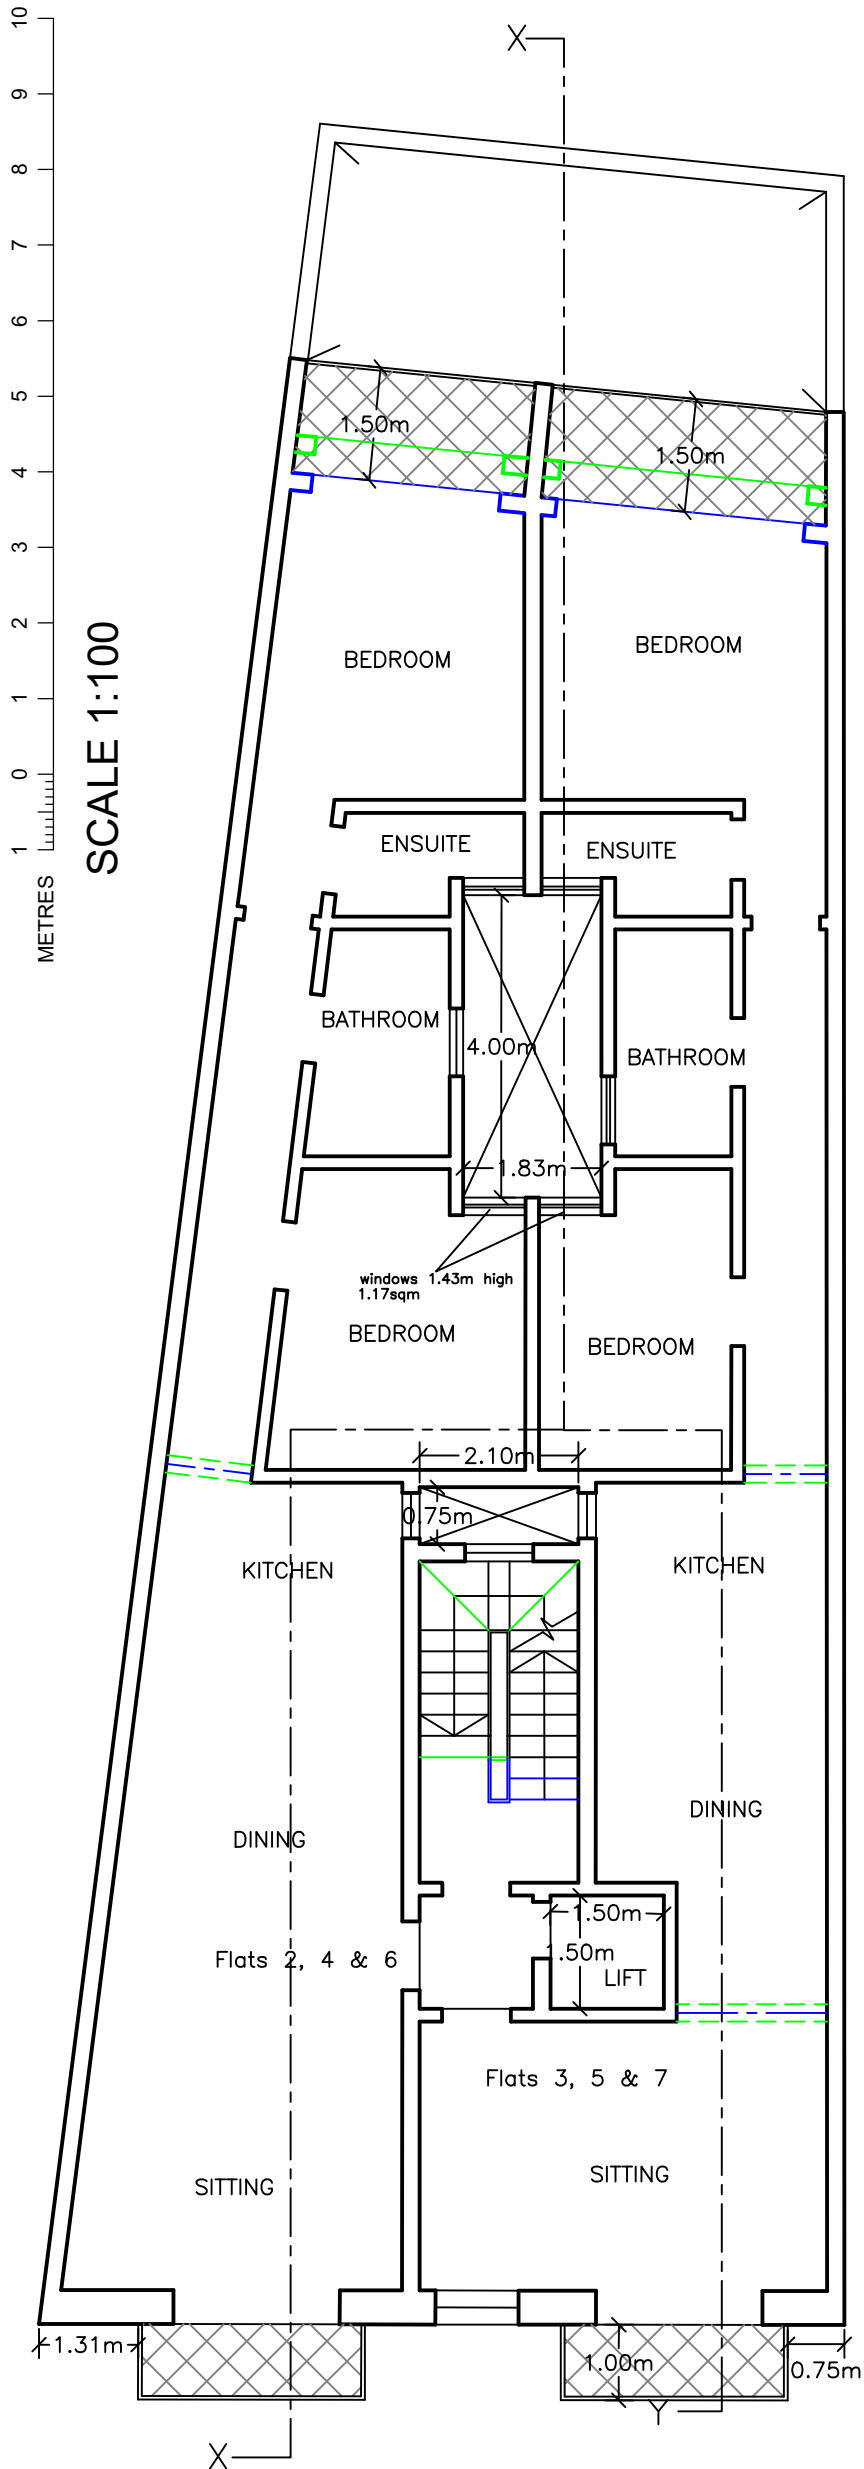 X
10
9
8
7
6
5
4
3
2
1
0
1
METRES
SCALE 1:100
1.50m
1.50m
BEDROOM
BEDROOM
ENSUITE
ENSUITE
BATHROOM
BATHROOM
4.00m
1.83m
windows 1.43m high
1.17sqm
BEDROOM
BEDROOM
2.10m
0.75m
KITCHEN
KITCHEN
DINING
DINING
1.50m
1.50m
LIFT
Flats 2, 4 & 6
Flats 3, 5 & 7
SITTING
SITTING
1.31m
1.00m
0.75m
Y
X